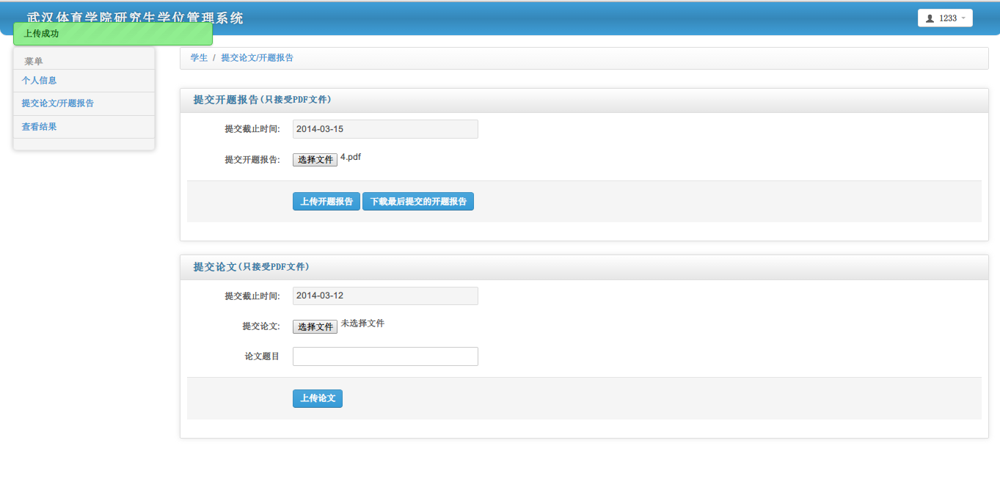 武汉体育学院研究生学位管理系统
1233
上传成功
菜单
个人信息
提交论文/开题报告
查看结果
学生 / 提交论文/开题报告
提交开题报告(只接受PDF文件)
提交截止时间: 2014-03-15
提交开题报告: 选择文件 4.pdf
上传开题报告 下载最后提交的开题报告
提交论文(只接受PDF文件)
提交截止时间: 2014-03-12
提交论文: 选择文件 未选择文件
论文题目
上传论文